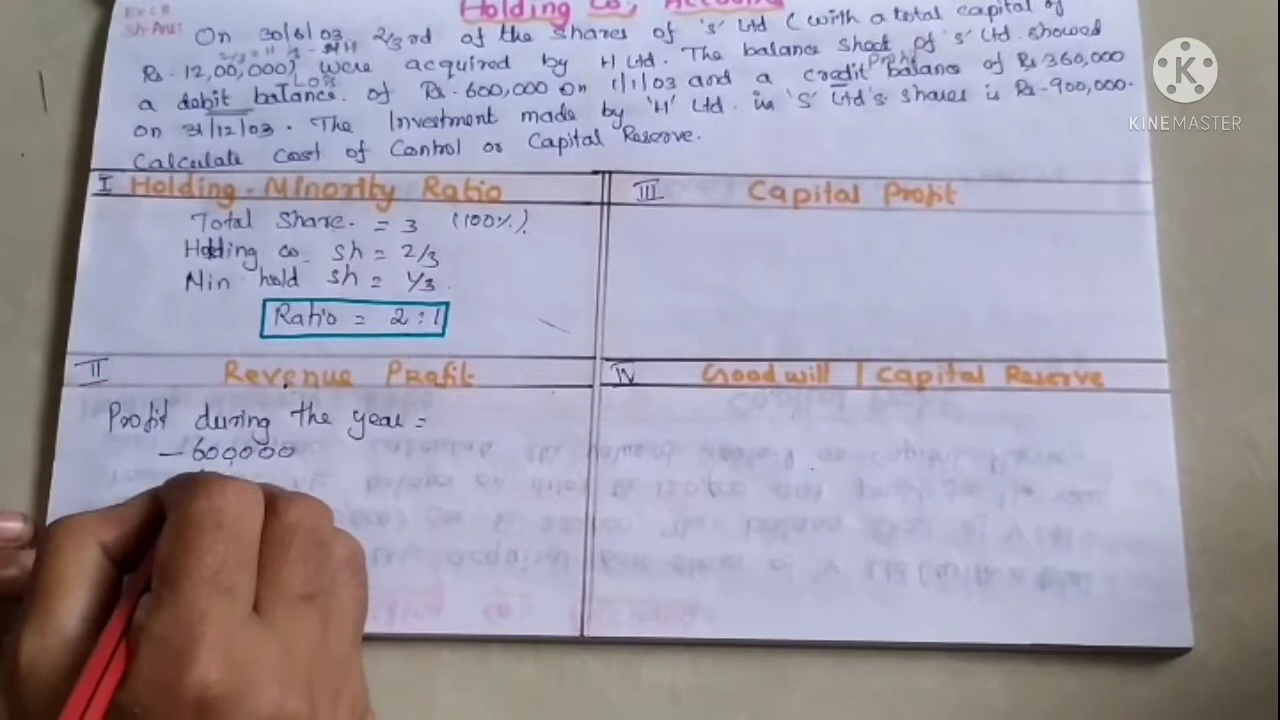 Holding Co. Account
On 30/6/03 2/3rd of the shares of 'S' Ltd (with a total capital of
Rs. 12,00,000) were acquired by H Ltd. The balance sheet of 'S' Ltd showed
Loss
Profit
a debit balance of Rs. 600,000 on 1/1/03 and a credit balance of Rs 360,000
on 31/12/03. The Investment made by 'H' Ltd. in 'S' Ltd's shares is Rs. 900,000.
Calculate Cost of Control or Capital Reserve.
I Holding-Minority Ratio
Total Share = 3 (100%).
Holding co. sh = 2/3
Min hold sh = 1/3.
Ratio = 2:1
II Revenue Profit
Profit during the year =
- 600000
III Capital Profit
IV Goodwill / Capital Reserve
KINEMASTER